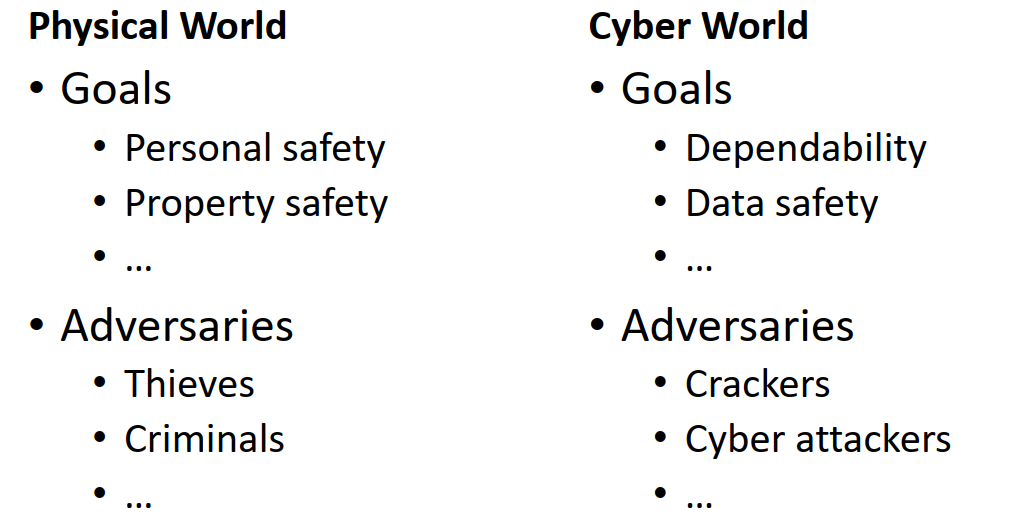 Physical World
• Goals
• Personal safety
• Property safety
• ...
• Adversaries
• Thieves
• Criminals
• ...
Cyber World
• Goals
• Dependability
• Data safety
• ...
• Adversaries
• Crackers
• Cyber attackers
• ...